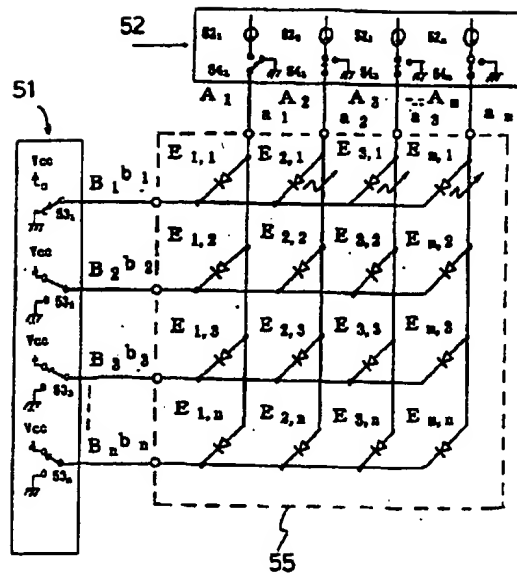 52
A 1 A 2 A 3 A m
a 1 a 2 a 3 a m
51
Vcc
53₁
B 1 b 1
E 1,1 E 2,1 E 3,1 E m,1
Vcc
B 2 b 2
E 1,2 E 2,2 E 3,2 E m,2
Vcc
B 3 b 3
E 1,3 E 2,3 E 3,3 E m,3
Vcc
B n b n
E 1,n E 2,n E 3,n E m,n
55